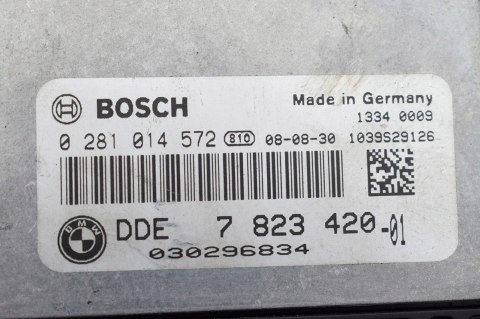 BOSCH Made in Germany
1334 0009
0 281 014 572 810 08-08-30 1039S29126
BMW DDE 7 823 420-01
030296834